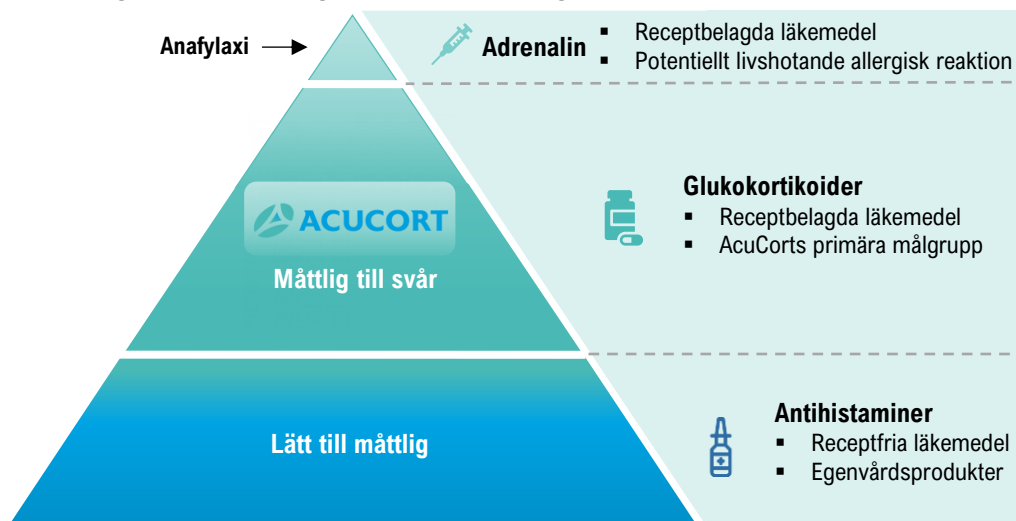 Anafylaxi
Adrenalin
▪ Receptbelagda läkemedel
▪ Potentiellt livshotande allergisk reaktion
ACUCORT
Måttlig till svår
Glukokortikoider
▪ Receptbelagda läkemedel
▪ AcuCorts primära målgrupp
Lätt till måttlig
Antihistaminer
▪ Receptfria läkemedel
▪ Egenvårdsprodukter